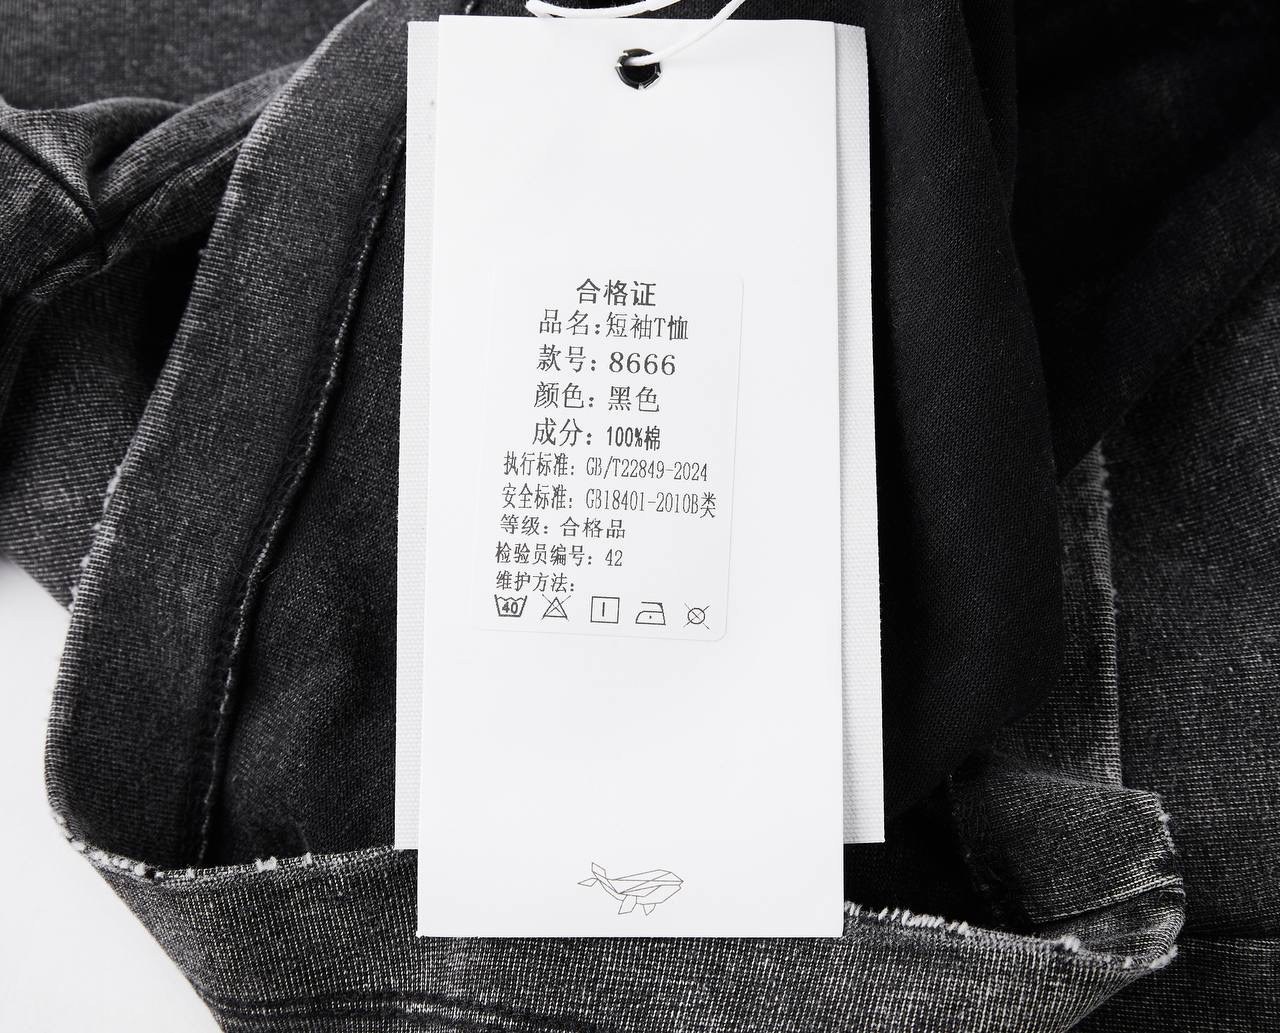 合格证
品名：短袖T恤
款号：8666
颜色：黑色
成分：100%棉
执行标准：GB/T22849-2024
安全标准：GB18401-2010B类
等级：合格品
检验员编号：42
维护方法：
40